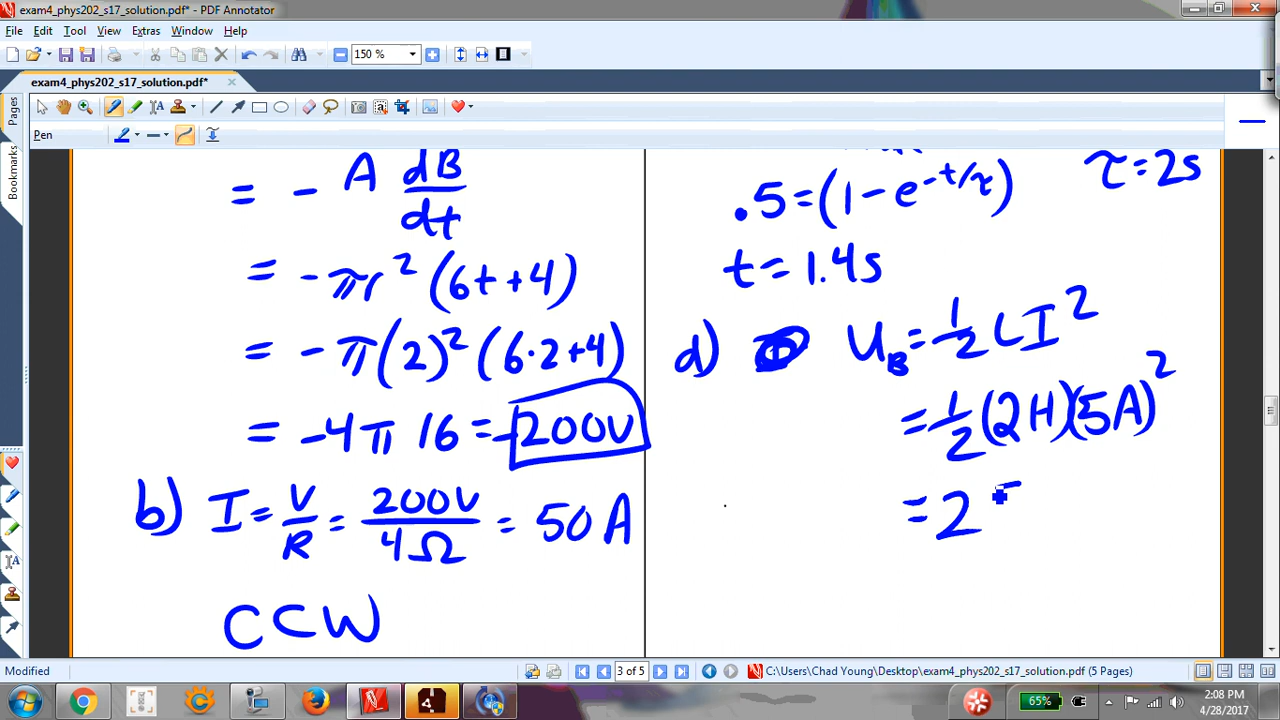 exam4_phys202_s17_solution.pdf* - PDF Annotator
File Edit Tool View Extras Window Help
150 %
exam4_phys202_s17_solution.pdf*
Pen
Pages
Bookmarks
= - A dB/dt
= - πr² (6t + 4)
= - π(2)² (6·2+4)
= -4π 16 = -200V
b) I = V/R = 200V/4Ω = 50 A
CCW
.5 = (1 - e^-t/τ)
τ = 2s
t = 1.4s
d) U_B = 1/2 LI²
= 1/2 (2H)(5A)²
= 2
3 of 5
C:\Users\Chad Young\Desktop\exam4_phys202_s17_solution.pdf (5 Pages)
Modified
65%
2:08 PM
4/28/2017